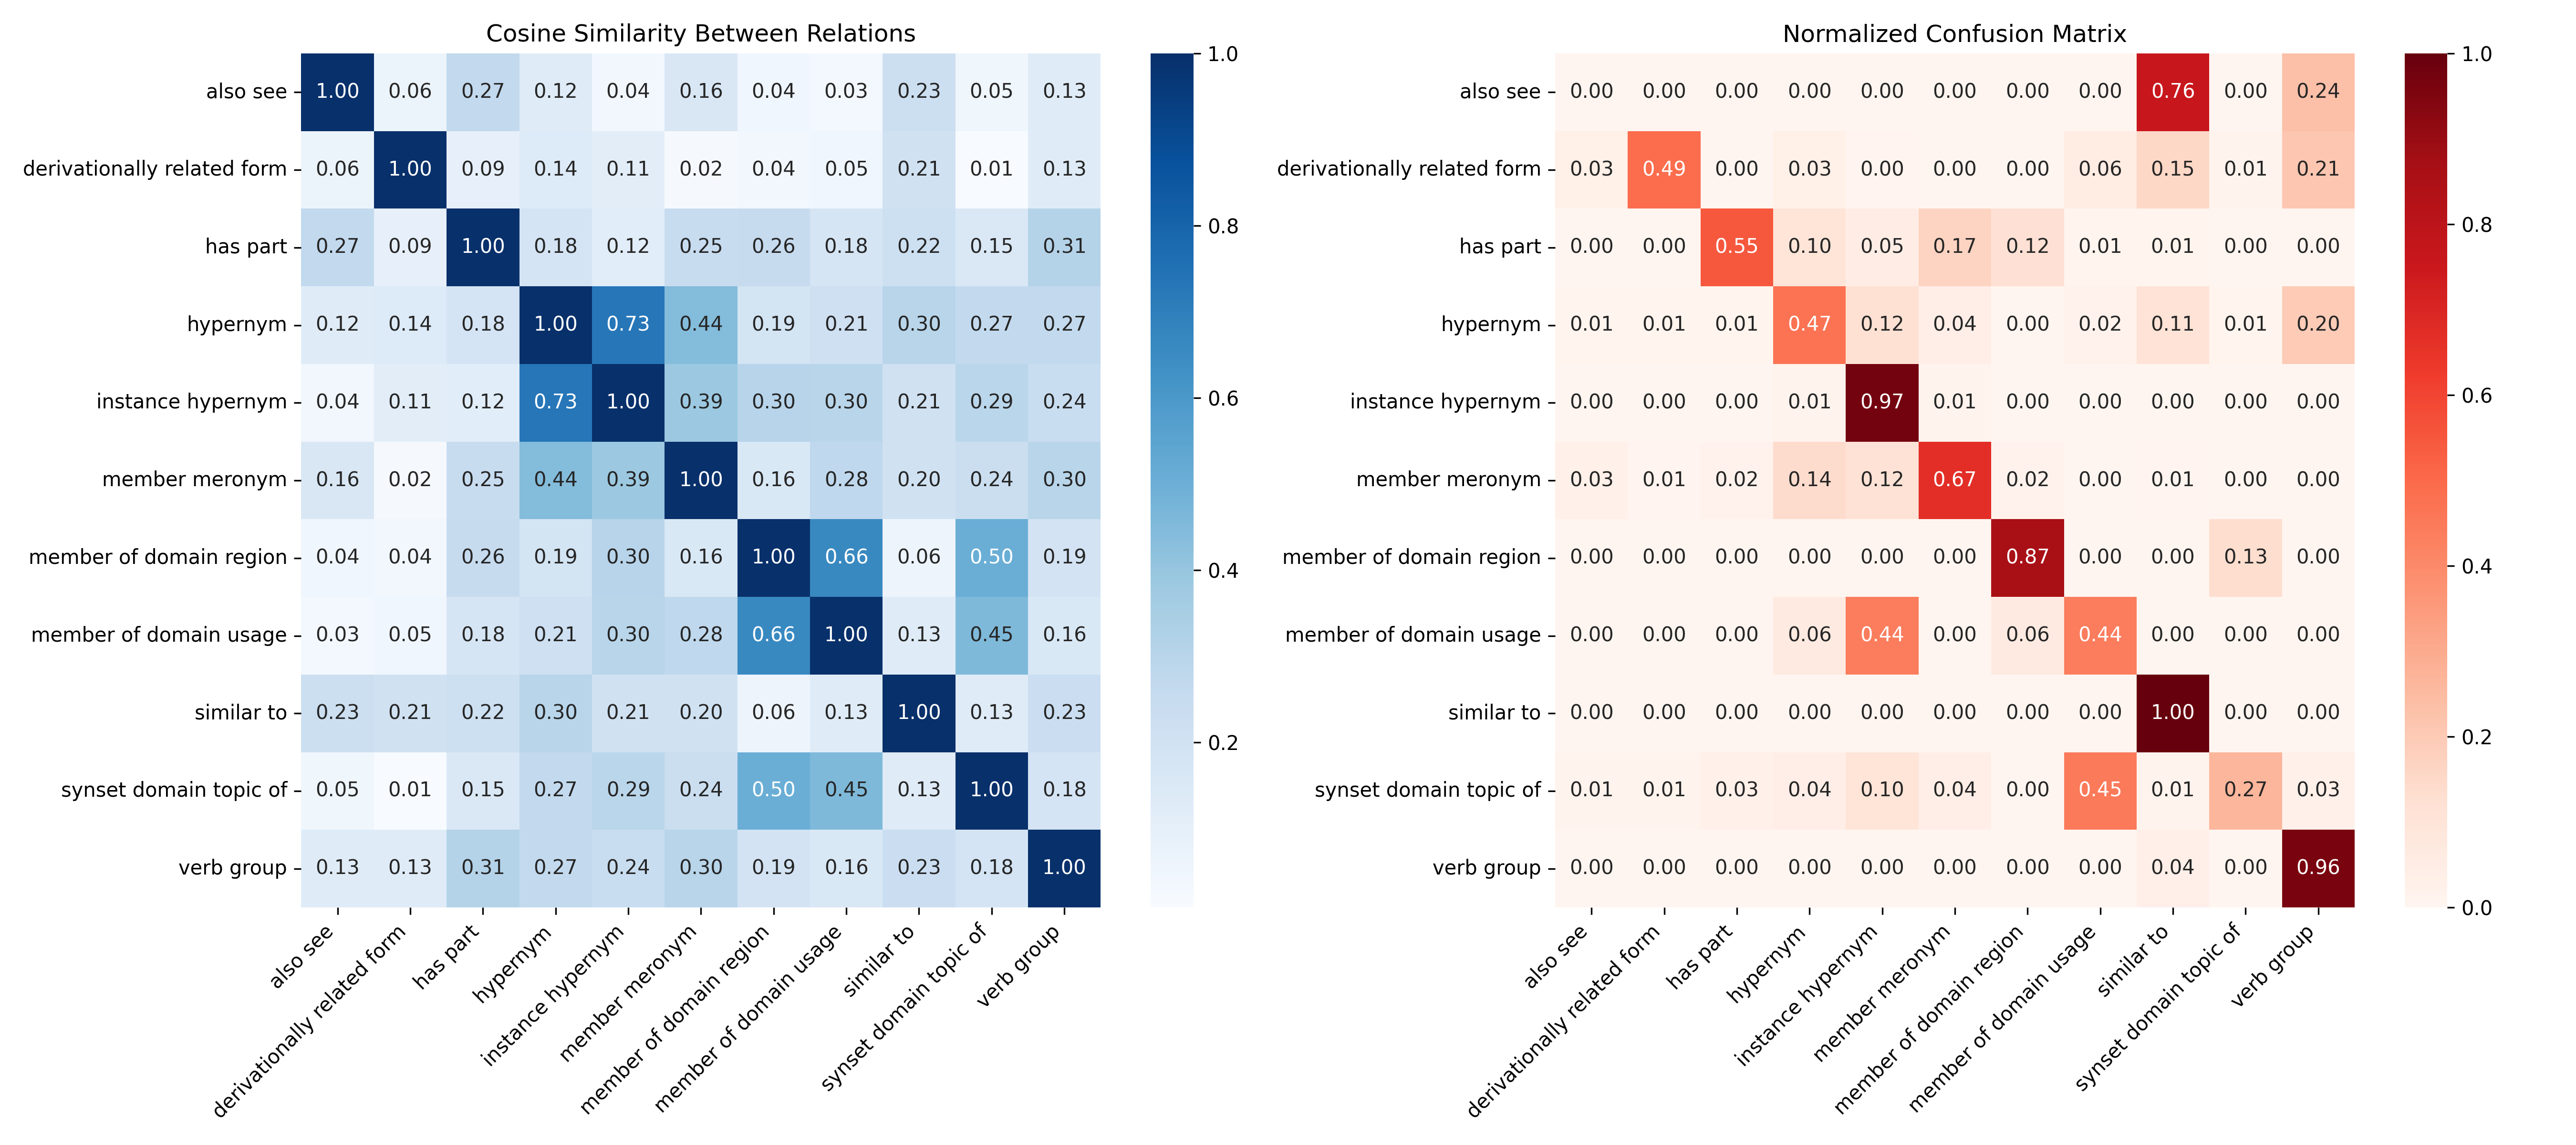 Cosine Similarity Between Relations
also see 1.00 0.06 0.27 0.12 0.04 0.16 0.04 0.03 0.23 0.05 0.13
derivationally related form 0.06 1.00 0.09 0.14 0.11 0.02 0.04 0.05 0.21 0.01 0.13
has part 0.27 0.09 1.00 0.18 0.12 0.25 0.26 0.18 0.22 0.15 0.31
hypernym 0.12 0.14 0.18 1.00 0.73 0.44 0.19 0.21 0.30 0.27 0.27
instance hypernym 0.04 0.11 0.12 0.73 1.00 0.39 0.30 0.30 0.21 0.29 0.24
member meronym 0.16 0.02 0.25 0.44 0.39 1.00 0.16 0.28 0.20 0.24 0.30
member of domain region 0.04 0.04 0.26 0.19 0.30 0.16 1.00 0.66 0.06 0.50 0.19
member of domain usage 0.03 0.05 0.18 0.21 0.30 0.28 0.66 1.00 0.13 0.45 0.16
similar to 0.23 0.21 0.22 0.30 0.21 0.20 0.06 0.13 1.00 0.13 0.23
synset domain topic of 0.05 0.01 0.15 0.27 0.29 0.24 0.50 0.45 0.13 1.00 0.18
verb group 0.13 0.13 0.31 0.27 0.24 0.30 0.19 0.16 0.23 0.18 1.00
also see
derivationally related form
has part
hypernym
instance hypernym
member meronym
member of domain region
member of domain usage
similar to
synset domain topic of
verb group
1.0
0.8
0.6
0.4
0.2
Normalized Confusion Matrix
also see 0.00 0.00 0.00 0.00 0.00 0.00 0.00 0.00 0.76 0.00 0.24
derivationally related form 0.03 0.49 0.00 0.03 0.00 0.00 0.00 0.06 0.15 0.01 0.21
has part 0.00 0.00 0.55 0.10 0.05 0.17 0.12 0.01 0.01 0.00 0.00
hypernym 0.01 0.01 0.01 0.47 0.12 0.04 0.00 0.02 0.11 0.01 0.20
instance hypernym 0.00 0.00 0.00 0.01 0.97 0.01 0.00 0.00 0.00 0.00 0.00
member meronym 0.03 0.01 0.02 0.14 0.12 0.67 0.02 0.00 0.01 0.00 0.00
member of domain region 0.00 0.00 0.00 0.00 0.00 0.00 0.87 0.00 0.00 0.13 0.00
member of domain usage 0.00 0.00 0.00 0.06 0.44 0.00 0.06 0.44 0.00 0.00 0.00
similar to 0.00 0.00 0.00 0.00 0.00 0.00 0.00 0.00 1.00 0.00 0.00
synset domain topic of 0.01 0.01 0.03 0.04 0.10 0.04 0.00 0.45 0.01 0.27 0.03
verb group 0.00 0.00 0.00 0.00 0.00 0.00 0.00 0.00 0.04 0.00 0.96
also see
derivationally related form
has part
hypernym
instance hypernym
member meronym
member of domain region
member of domain usage
similar to
synset domain topic of
verb group
1.0
0.8
0.6
0.4
0.2
0.0